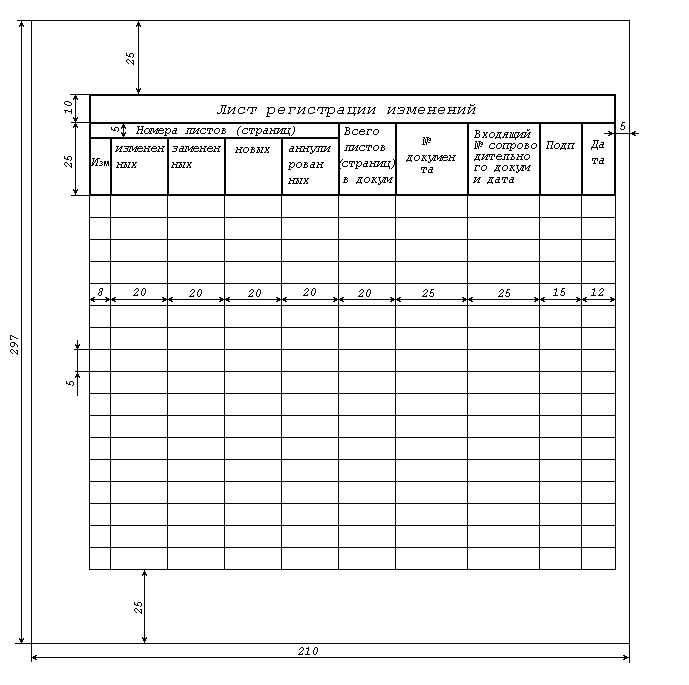 25
10
Лист регистрации изменений
5
5
Номера листов (страниц)
25
Изм
изменен
ных
заменен
ных
новых
аннули
рован
ных
Всего
листов
(страниц)
в докум
№
докумен
та
Входящий
№ сопрово
дительно
го докум
и дата
Подп
Да
та
8 20 20 20 20 20 25 25 15 12
297
5
25
210